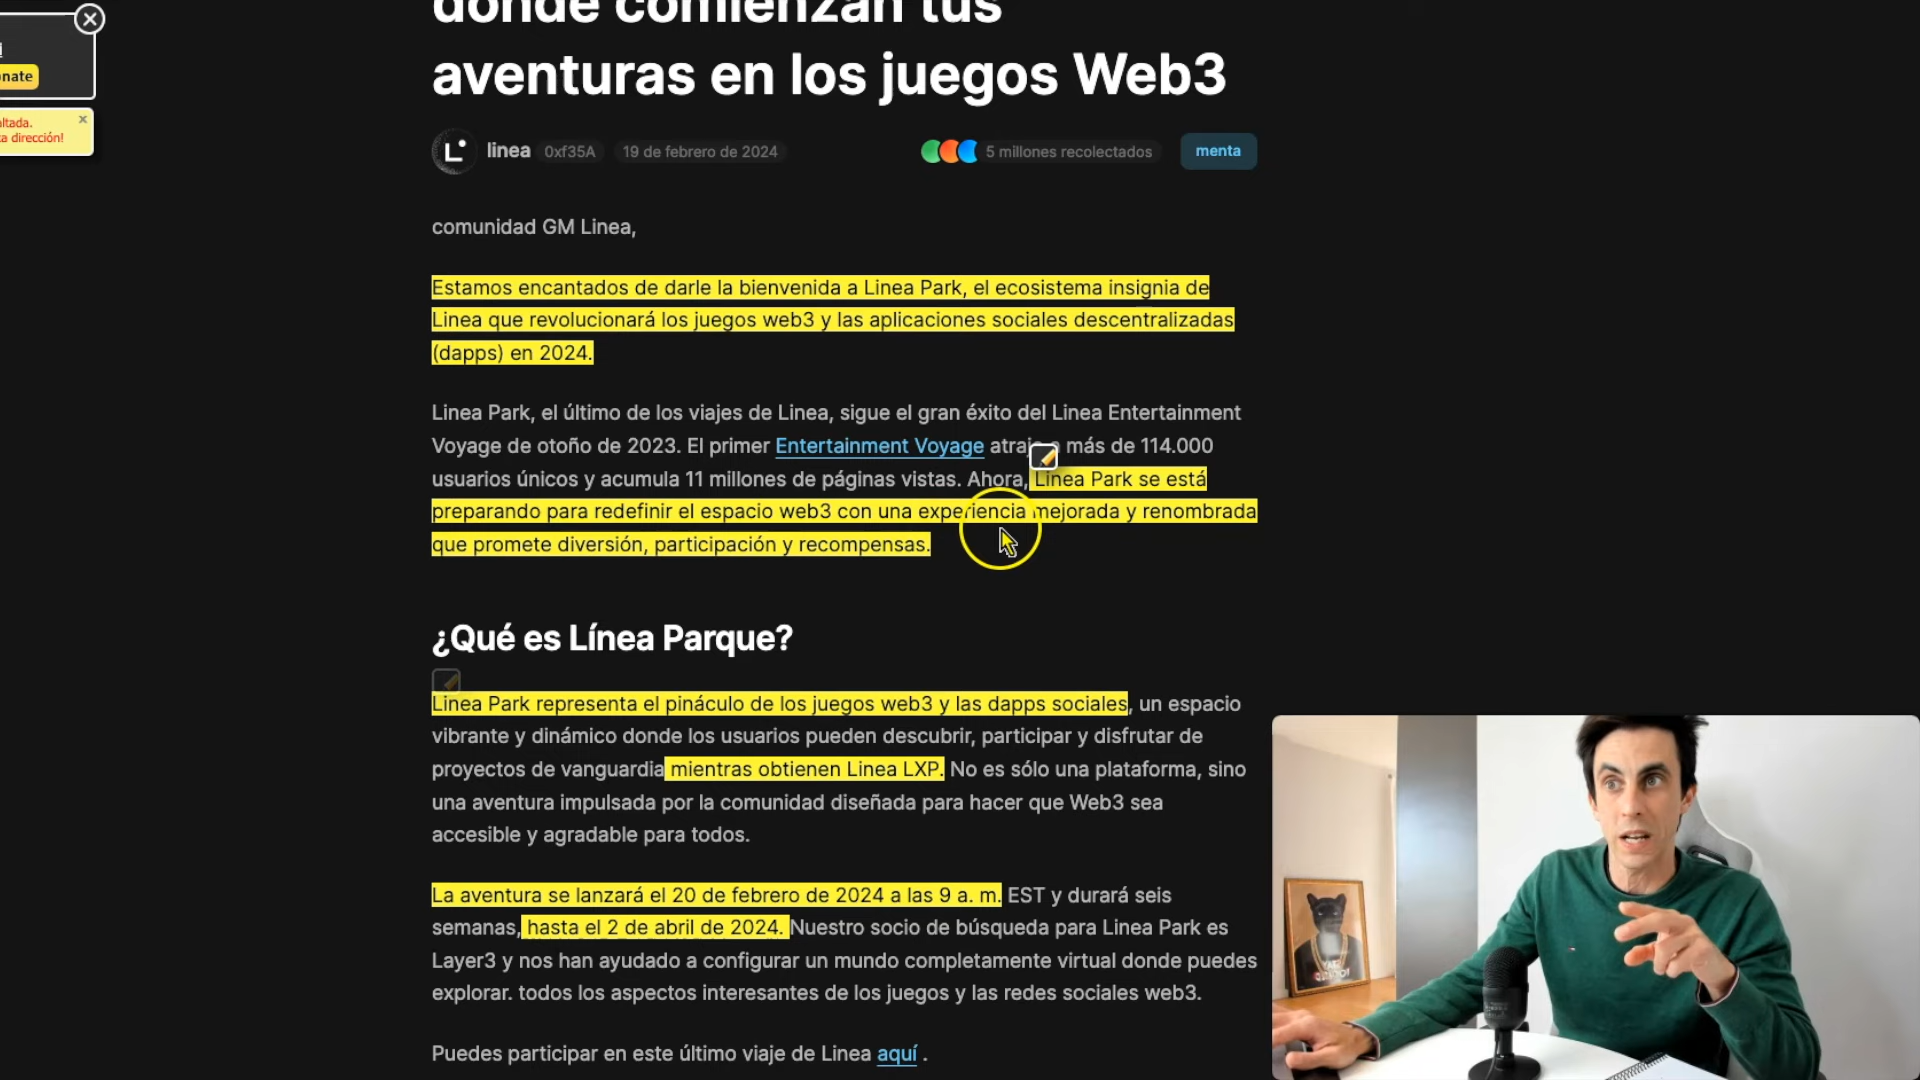 donde comienzan tus
aventuras en los juegos Web3
nate
ltada.
a dirección!
linea 0xf35A 19 de febrero de 2024 5 millones recolectados menta
comunidad GM Linea,
Estamos encantados de darle la bienvenida a Linea Park, el ecosistema insignia de
Linea que revolucionará los juegos web3 y las aplicaciones sociales descentralizadas
(dapps) en 2024.
Linea Park, el último de los viajes de Linea, sigue el gran éxito del Linea Entertainment
Voyage de otoño de 2023. El primer Entertainment Voyage atrajo a más de 114.000
usuarios únicos y acumula 11 millones de páginas vistas. Ahora, Linea Park se está
preparando para redefinir el espacio web3 con una experiencia mejorada y renombrada
que promete diversión, participación y recompensas.
¿Qué es Línea Parque?
Linea Park representa el pináculo de los juegos web3 y las dapps sociales, un espacio
vibrante y dinámico donde los usuarios pueden descubrir, participar y disfrutar de
proyectos de vanguardia mientras obtienen Linea LXP. No es sólo una plataforma, sino
una aventura impulsada por la comunidad diseñada para hacer que Web3 sea
accesible y agradable para todos.
La aventura se lanzará el 20 de febrero de 2024 a las 9 a. m. EST y durará seis
semanas, hasta el 2 de abril de 2024. Nuestro socio de búsqueda para Linea Park es
Layer3 y nos han ayudado a configurar un mundo completamente virtual donde puedes
explorar. todos los aspectos interesantes de los juegos y las redes sociales web3.
Puedes participar en este último viaje de Linea aquí .